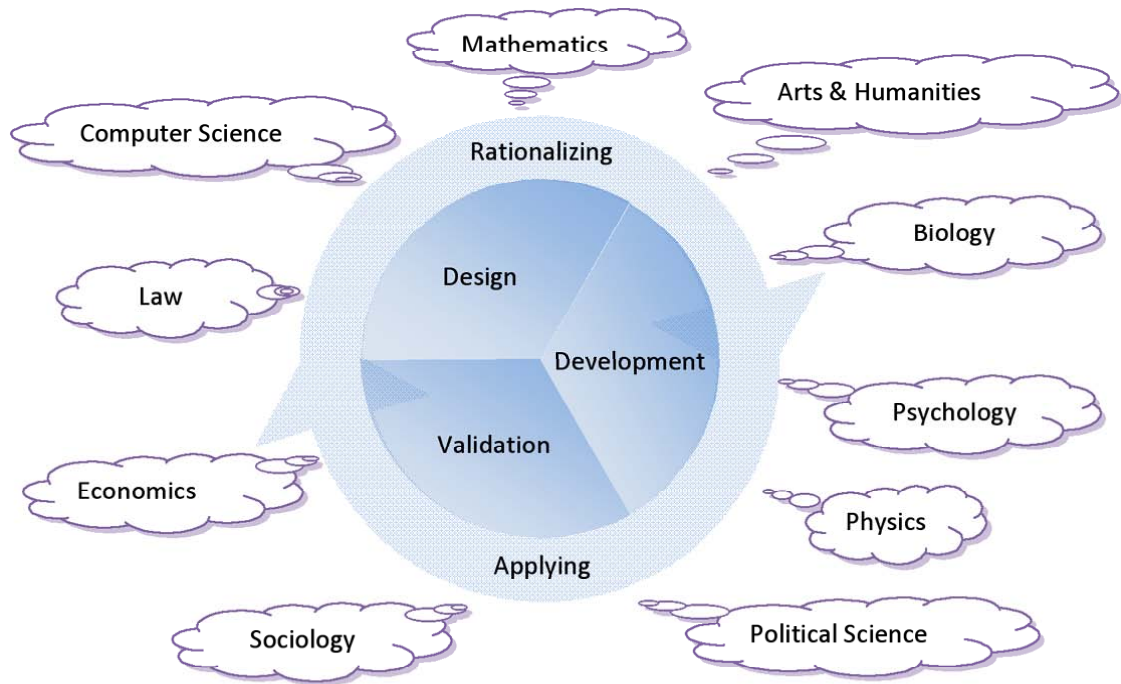 Mathematics
Arts & Humanities
Computer Science
Rationalizing
Biology
Design
Law
Development
Psychology
Validation
Economics
Physics
Applying
Sociology
Political Science